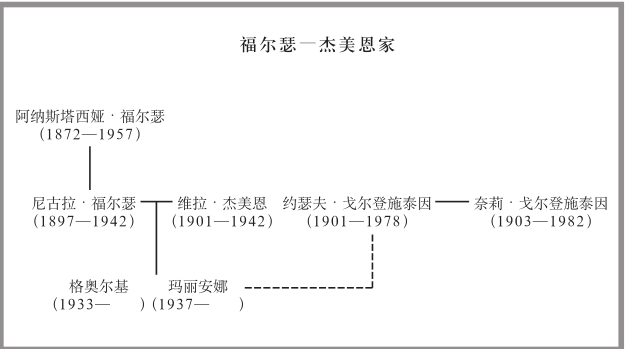 福尔瑟—杰美恩家
阿纳斯塔西娅·福尔瑟
(1872—1957)
尼古拉·福尔瑟 维拉·杰美恩 约瑟夫·戈尔登施泰因 奈莉·戈尔登施泰因
(1897—1942) (1901—1942) (1901—1978) (1903—1982)
格奥尔基 玛丽安娜
(1933— ) (1937— )